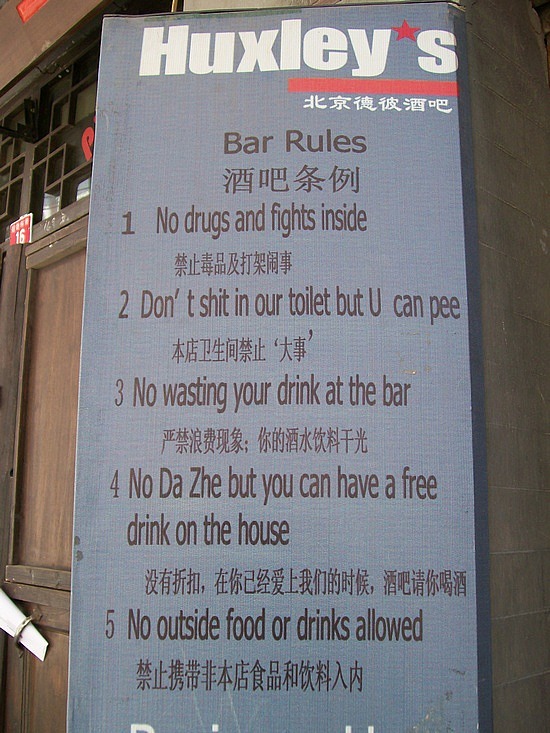 Huxley's
北京德彼酒吧
Bar Rules
酒吧条例
1 No drugs and fights inside
禁止毒品及打架闹事
2 Don't shit in our toilet but U can pee
本店卫生间禁止‘大事’
3 No wasting your drink at the bar
严禁浪费现象；你的酒水饮料干光
4 No Da Zhe but you can have a free
drink on the house
没有折扣，在你已经爱上我们的时候，酒吧请你喝酒
5 No outside food or drinks allowed
禁止携带非本店食品和饮料入内
16